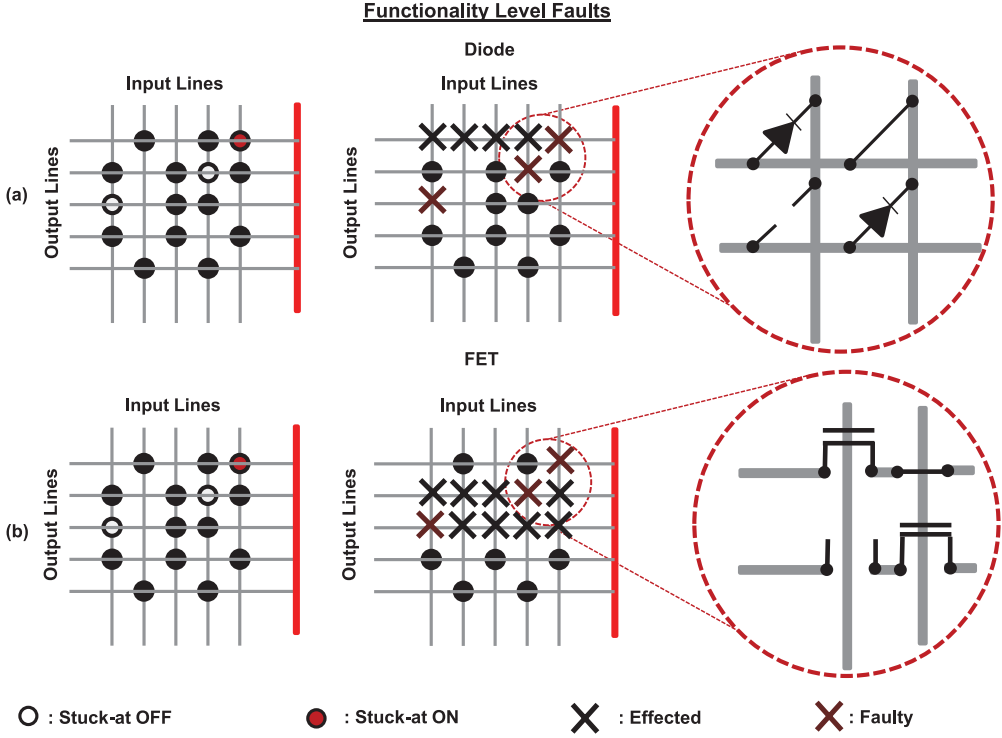 Functionality Level Faults
Diode
Input Lines
Input Lines
Output Lines
Output Lines
(a)
FET
Input Lines
Input Lines
Output Lines
Output Lines
(b)
: Stuck-at OFF
: Stuck-at ON
: Effected
: Faulty